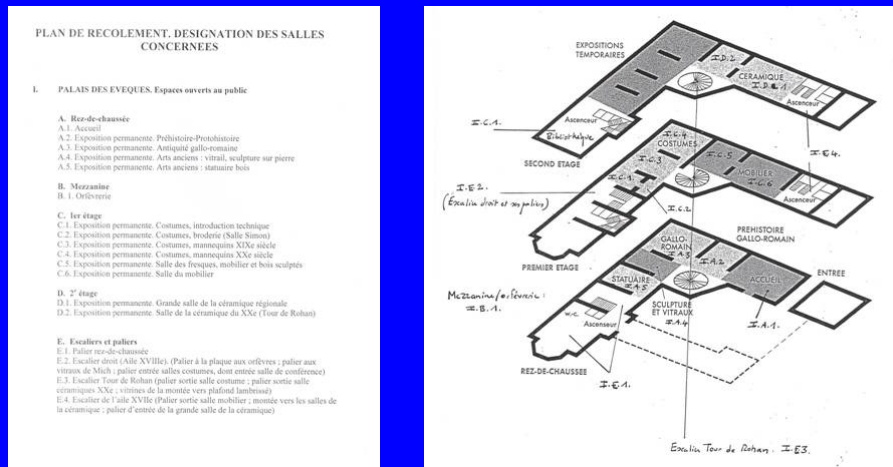 PLAN DE RECOLEMENT. DESIGNATION DES SALLES
CONCERNEES
I. PALAIS DES EVEQUES. Espaces ouverts au public
A. Rez-de-chaussée
A.1. Accueil
A.2. Exposition permanente. Préhistoire-Protohistoire
A.3. Exposition permanente. Antiquité gallo-romaine
A.4. Exposition permanente. Arts anciens : vitrail, sculpture sur pierre
A.5. Exposition permanente. Arts anciens : statuaire bois
B. Mezzanine
B. 1. Orfèvrerie
C. 1er étage
C.1. Exposition permanente. Costumes, introduction technique
C.2. Exposition permanente. Costumes, broderie (Salle Simon)
C.3. Exposition permanente. Costumes, mannequins XIXe siècle
C.4. Exposition permanente. Costumes, mannequins XXe siècle
C.5. Exposition permanente. Salle des fresques, mobilier et bois sculptés
C.6. Exposition permanente. Salle du mobilier
D. 2e étage
D.1. Exposition permanente. Grande salle de la céramique régionale
D.2. Exposition permanente. Salle de la céramique du XXe (Tour de Rohan)
E. Escaliers et paliers
E.1. Palier rez-de-chaussée
E.2. Escalier droit (Aile XVIIIe). (Palier à la plaque aux orfèvres ; palier aux
vitraux de Mich ; palier entrée salles costumes, dont entrée salle de conférence)
E.3. Escalier Tour de Rohan (palier sortie salle costume ; palier sortie salle
céramiques XXe ; vitrines de la montée vers plafond lambrissé)
E.4. Escalier de l'aile XVIIe (Palier sortie salle mobilier ; montée vers les salles de
la céramique ; palier d'entrée de la grande salle de la céramique)
EXPOSITIONS
TEMPORAIRES
I.D.2
CERAMIQUE
I.D.1
Ascenseur
Ascenceur
Bibliothèque
I.C.1.
SECOND ETAGE
I.C.4
COSTUMES
I.C.3
I.C.5
I.E.4.
I.C.1.
MOBILIER
I.C.6
Ascenceur
I.E.2.
(Escalier droit et ses paliers)
I.C.2
PREMIER ETAGE
PREHISTOIRE
GALLO-ROMAIN
GALLO-
ROMAIN
I.A.3
I.A.2
ENTREE
STATUAIRE
I.A.5
ACCUEIL
Mezzanine/orfèvrerie :
I.B.1.
SCULPTURE
ET VITRAUX
I.A.4
I.A.1.
W.C
Ascenseur
REZ-DE-CHAUSSEE
I.E.1.
Escalier Tour de Rohan. I.E3.